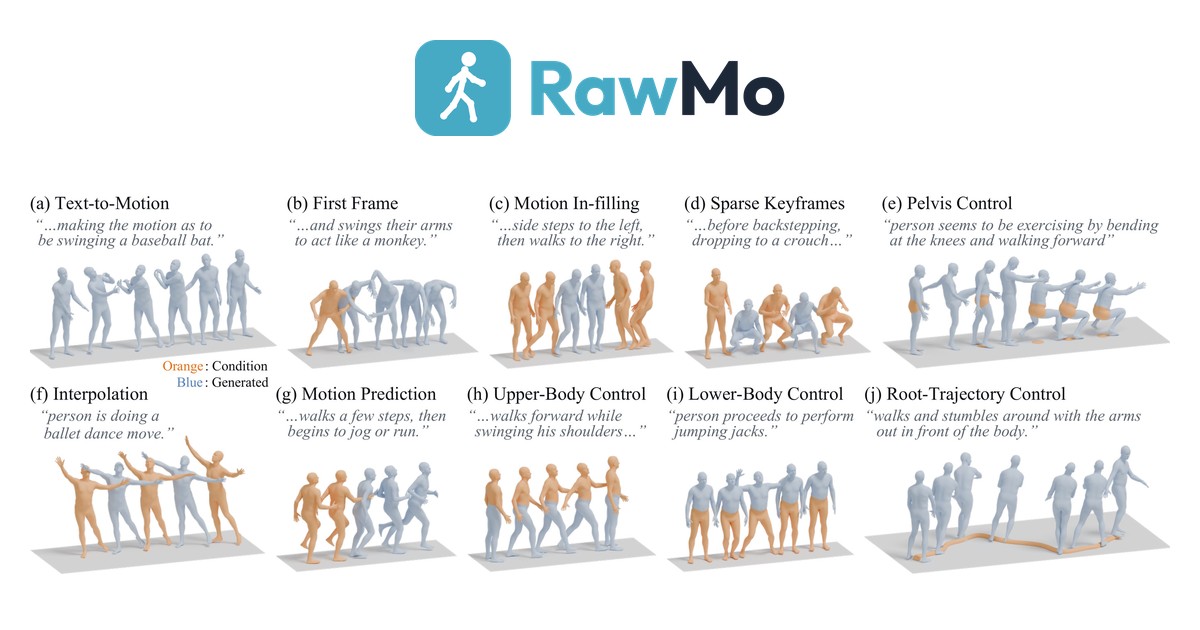 RawMo
(a) Text-to-Motion
“…making the motion as to
be swinging a baseball bat.”
(b) First Frame
“…and swings their arms
to act like a monkey.”
(c) Motion In-filling
“…side steps to the left,
then walks to the right.”
(d) Sparse Keyframes
“…before backstepping,
dropping to a crouch…”
(e) Pelvis Control
“person seems to be exercising by bending
at the knees and walking forward”
Orange: Condition
Blue: Generated
(f) Interpolation
“person is doing a
ballet dance move.”
(g) Motion Prediction
“…walks a few steps, then
begins to jog or run.”
(h) Upper-Body Control
“…walks forward while
swinging his shoulders…”
(i) Lower-Body Control
“person proceeds to perform
jumping jacks.”
(j) Root-Trajectory Control
“walks and stumbles around with the arms
out in front of the body.”